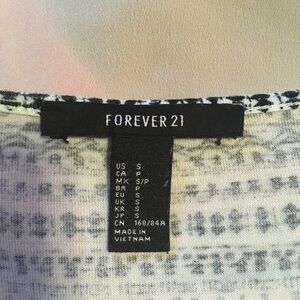 FOREVER 21
US S
CA P
MX S/P
BR P
EU S
UK S
KR S
JP S
CN 160/84A
MADE IN
VIETNAM